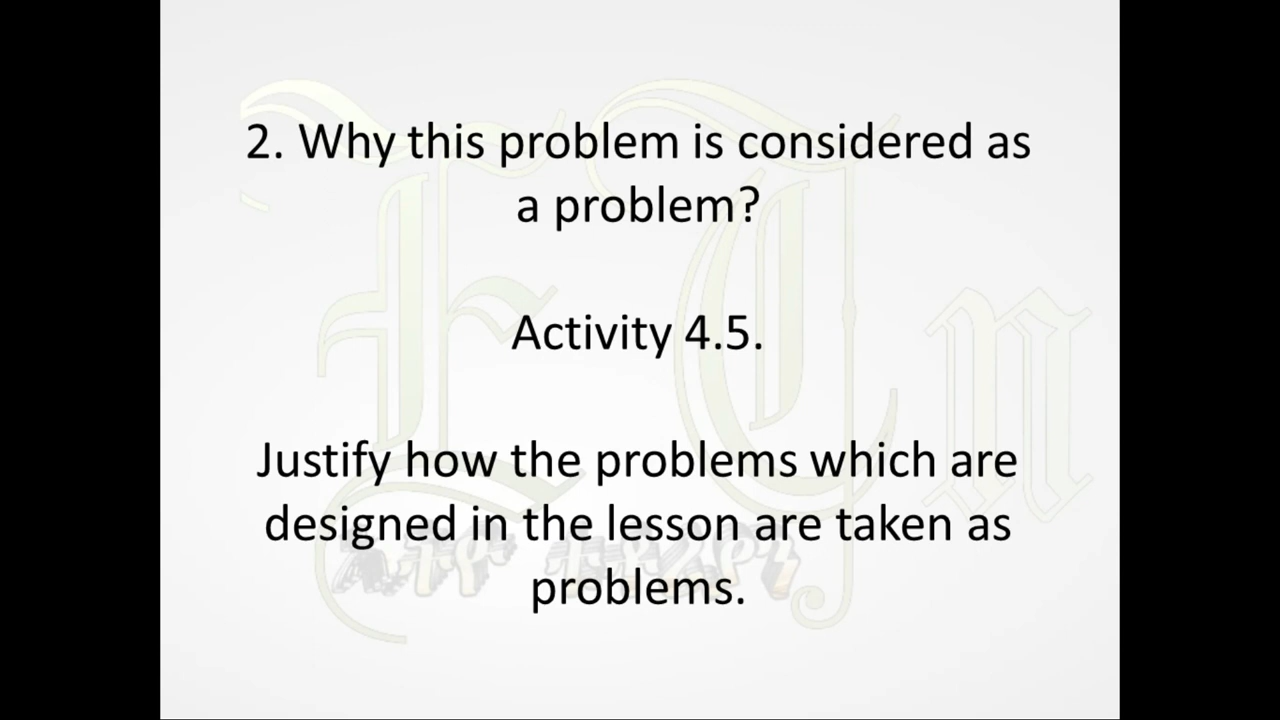 2. Why this problem is considered as
a problem?
Activity 4.5.
Justify how the problems which are
designed in the lesson are taken as
problems.